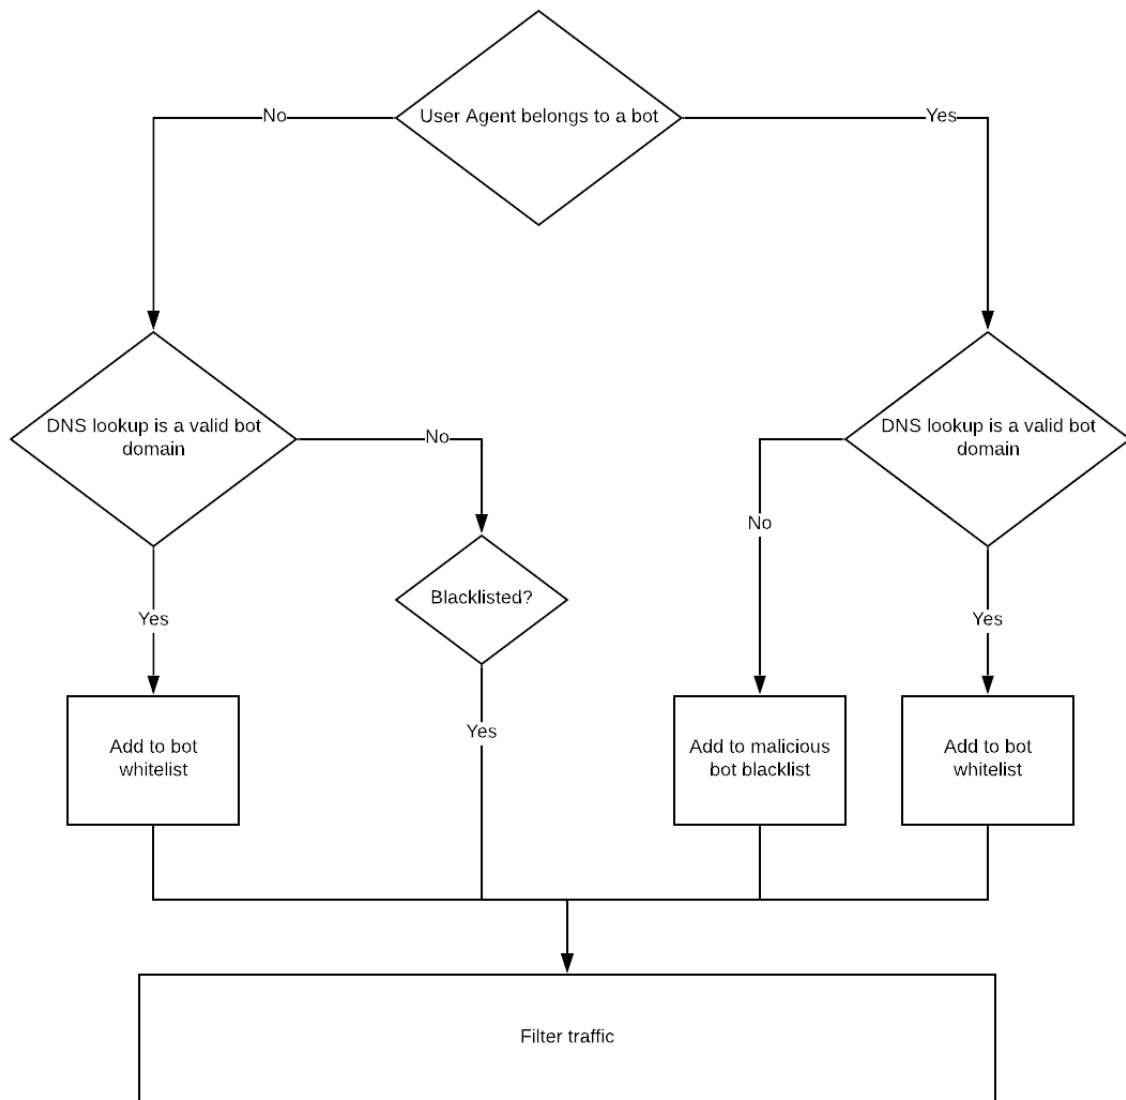 User Agent belongs to a bot
No
Yes
DNS lookup is a valid bot
domain
DNS lookup is a valid bot
domain
No
No
Blacklisted?
Yes
Yes
Yes
Add to bot
whitelist
Add to malicious
bot blacklist
Add to bot
whitelist
Filter traffic